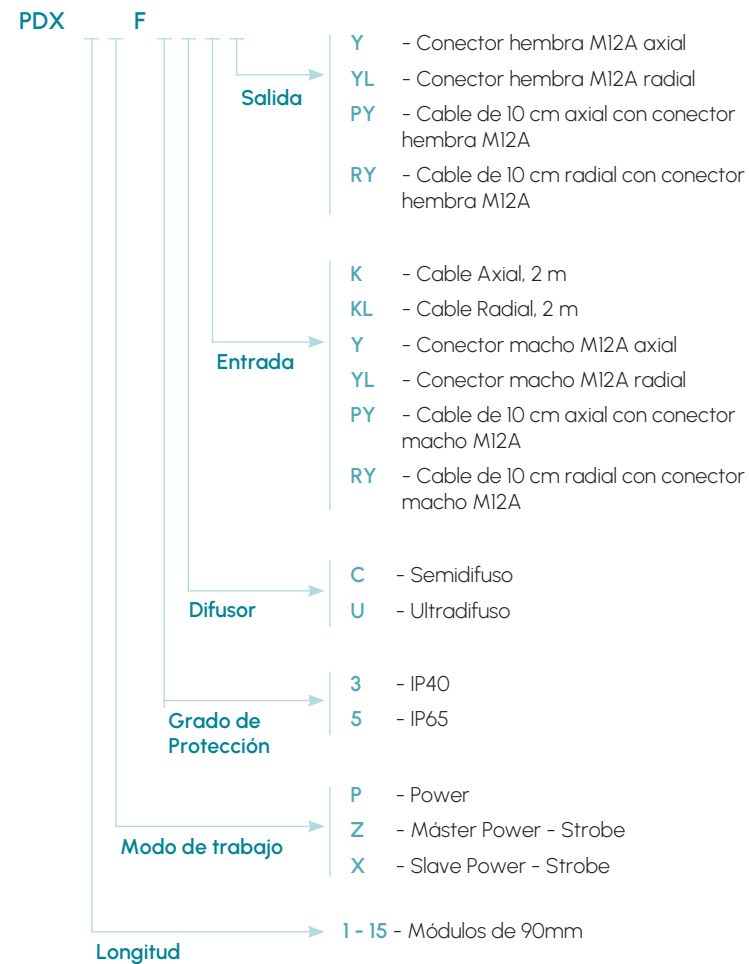 PDX F
Salida
Y - Conector hembra M12A axial
YL - Conector hembra M12A radial
PY - Cable de 10 cm axial con conector
hembra M12A
RY - Cable de 10 cm radial con conector
hembra M12A
Entrada
K - Cable Axial, 2 m
KL - Cable Radial, 2 m
Y - Conector macho M12A axial
YL - Conector macho M12A radial
PY - Cable de 10 cm axial con conector
macho M12A
RY - Cable de 10 cm radial con conector
macho M12A
Difusor
C - Semidifuso
U - Ultradifuso
Grado de
Protección
3 - IP40
5 - IP65
Modo de trabajo
P - Power
Z - Máster Power - Strobe
X - Slave Power - Strobe
Longitud
1 - 15 - Módulos de 90mm